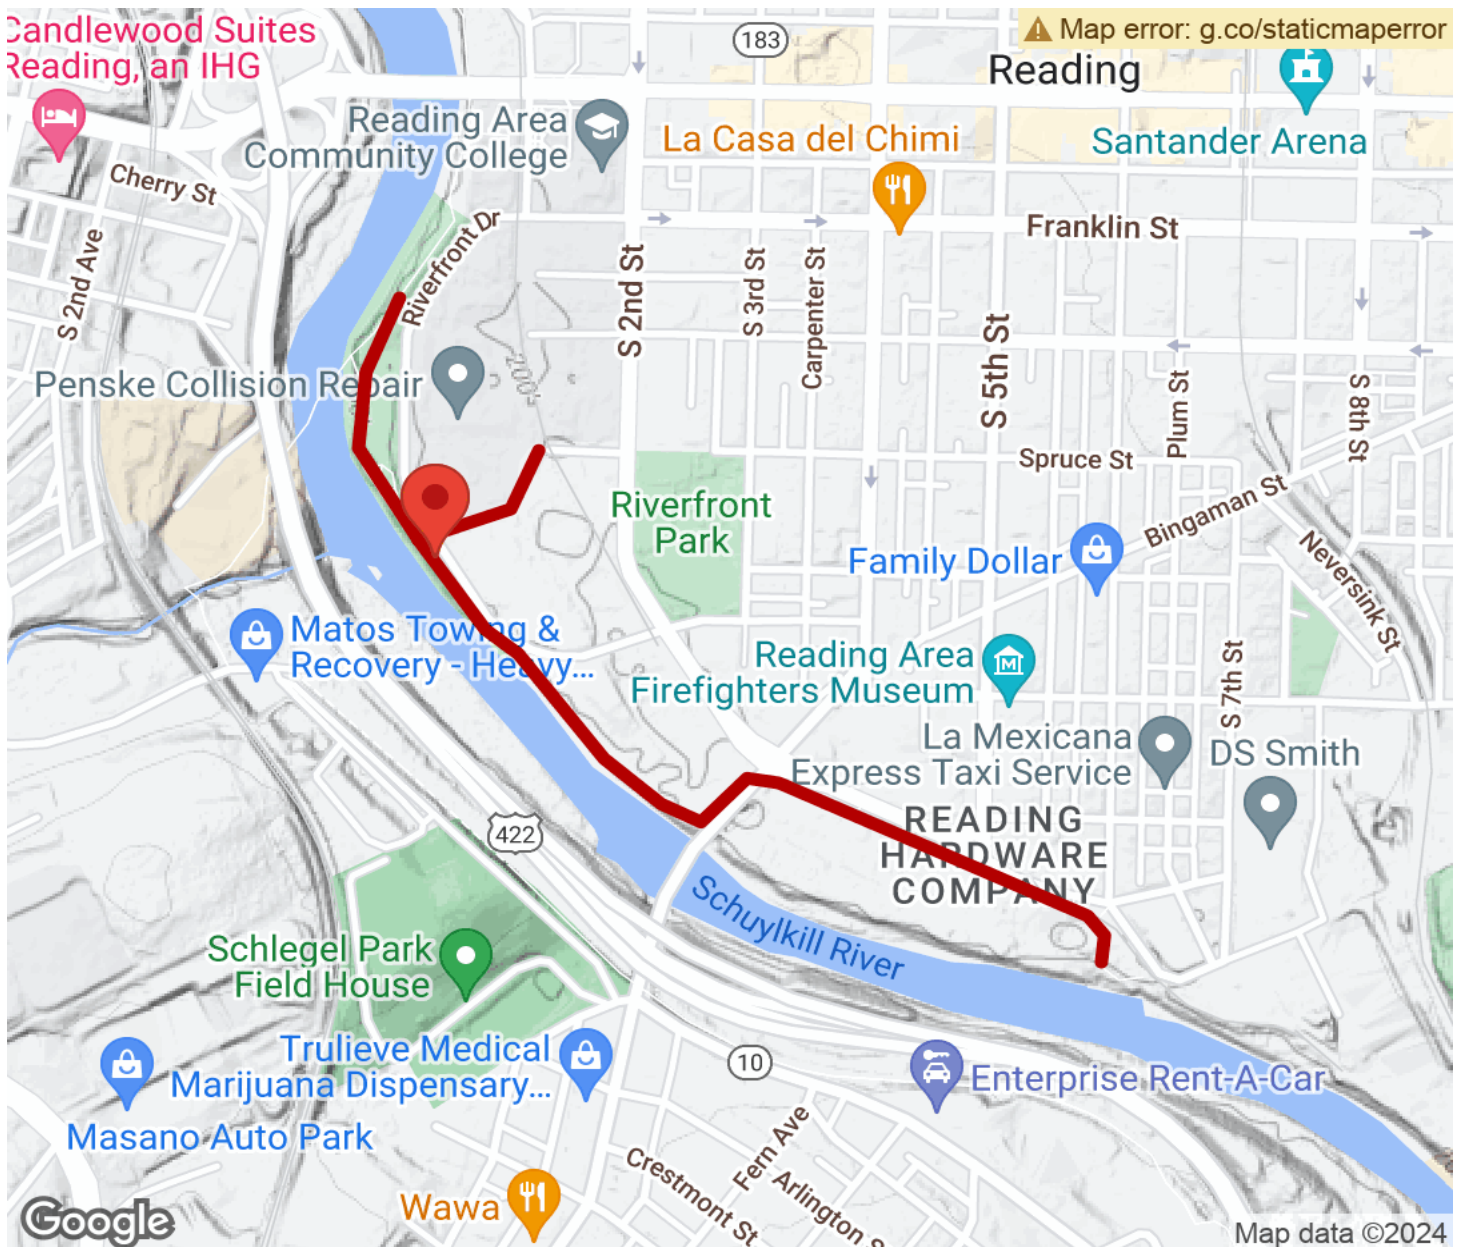 Candlewood Suites
Reading, an IHG
183
Map error: g.co/staticmaperror
Reading
Reading Area
Community College
La Casa del Chimi
Santander Arena
Cherry St
Riverfront Dr
Franklin St
S 2nd Ave
S 2nd St
S 3rd St
Carpenter St
S 5th St
Plum St
S 8th St
Penske Collision Repair
200'
Spruce St
Bingaman St
Riverfront
Park
Family Dollar
Neversink St
Matos Towing &
Recovery - Heavy...
Reading Area
Firefighters Museum
S 7th St
La Mexicana
Express Taxi Service
DS Smith
READING
HARDWARE
COMPANY
422
Schuylkill River
Schlegel Park
Field House
Trulieve Medical
Marijuana Dispensary...
10
Enterprise Rent-A-Car
Masano Auto Park
Fern Ave
Crestmont St
Arlington S
Wawa
Google
Map data ©2024